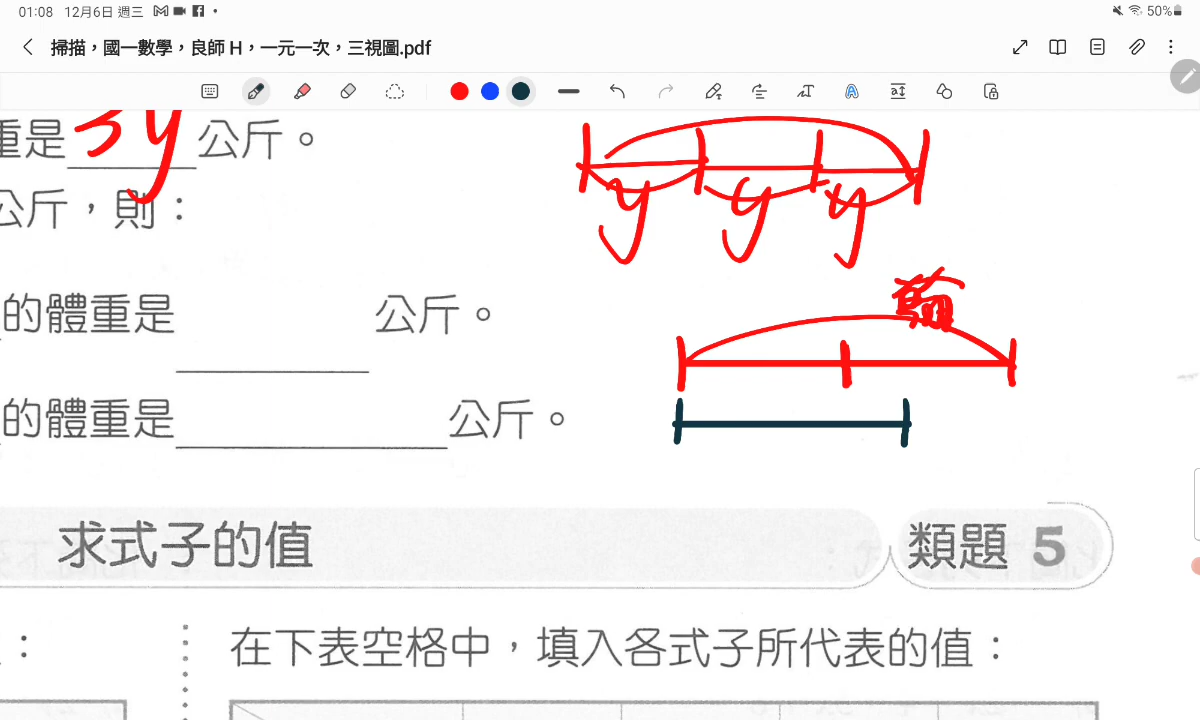 01:08 12月6日 週三 50%
掃描，國一數學，良師 H，一元一次，三視圖.pdf
重是 3y 公斤。
公斤，則：
y y y
的體重是 公斤。
的體重是 公斤。
求式子的值
類題 5
：
在下表空格中，填入各式子所代表的值：